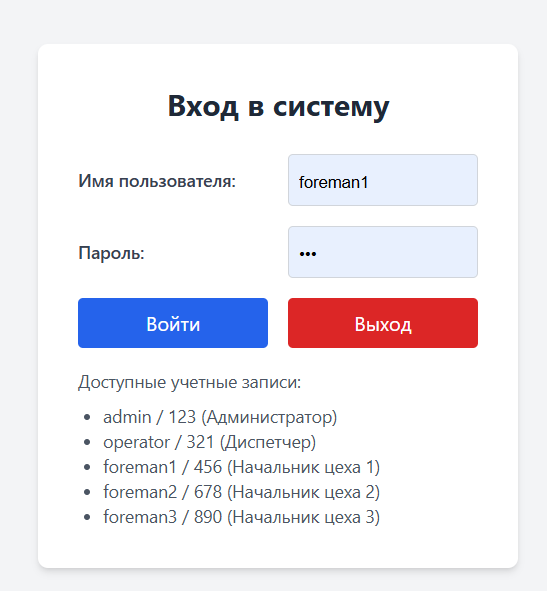 Вход в систему
Имя пользователя: foreman1
Пароль: •••
Войти Выход
Доступные учетные записи:
• admin / 123 (Администратор)
• operator / 321 (Диспетчер)
• foreman1 / 456 (Начальник цеха 1)
• foreman2 / 678 (Начальник цеха 2)
• foreman3 / 890 (Начальник цеха 3)